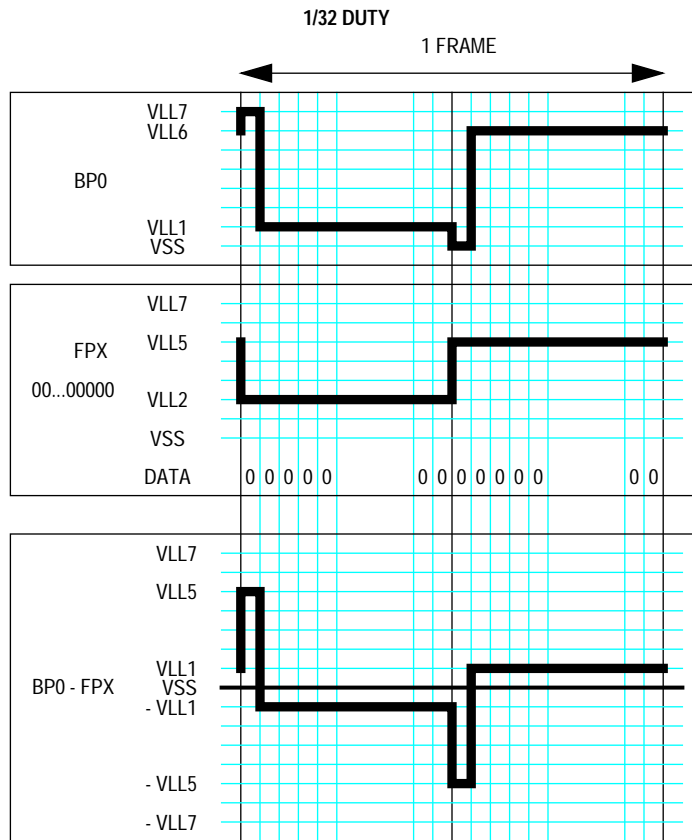 1/32 DUTY
1 FRAME
VLL7
VLL6
BP0
VLL1
VSS
VLL7
FPX
VLL5
00...00000
VLL2
VSS
DATA 0 0 0 0 0 0 0 0 0 0 0 0 0 0
VLL7
VLL5
VLL1
BP0 - FPX
VSS
- VLL1
- VLL5
- VLL7